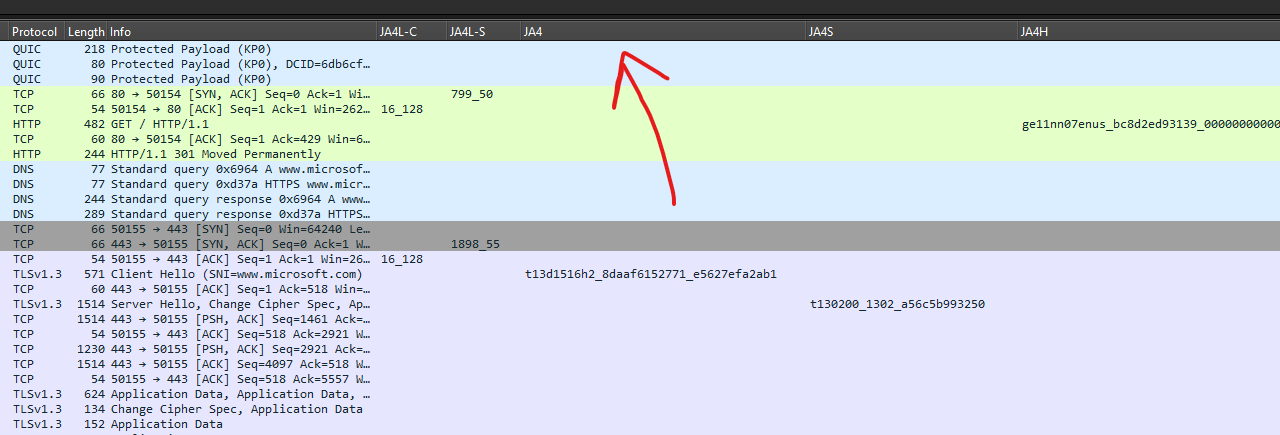 Protocol Length Info JA4L-C JA4L-S JA4 JA4S JA4H
QUIC 218 Protected Payload (KP0)
QUIC 80 Protected Payload (KP0), DCID=6db6cf…
QUIC 90 Protected Payload (KP0)
TCP 66 80 → 50154 [SYN, ACK] Seq=0 Ack=1 Wi… 799_50
TCP 54 50154 → 80 [ACK] Seq=1 Ack=1 Win=262… 16_128
HTTP 482 GET / HTTP/1.1 ge11nn07enus_bc8d2ed93139_00000000000
TCP 60 80 → 50154 [ACK] Seq=1 Ack=429 Win=6…
HTTP 244 HTTP/1.1 301 Moved Permanently
DNS 77 Standard query 0x6964 A www.microsof…
DNS 77 Standard query 0xd37a HTTPS www.micr…
DNS 244 Standard query response 0x6964 A www…
DNS 289 Standard query response 0xd37a HTTPS…
TCP 66 50155 → 443 [SYN] Seq=0 Win=64240 Le…
TCP 66 443 → 50155 [SYN, ACK] Seq=0 Ack=1 W… 1898_55
TCP 54 50155 → 443 [ACK] Seq=1 Ack=1 Win=26… 16_128
TLSv1.3 571 Client Hello (SNI=www.microsoft.com) t13d1516h2_8daaf6152771_e5627efa2ab1
TCP 60 443 → 50155 [ACK] Seq=1 Ack=518 Win=…
TLSv1.3 1514 Server Hello, Change Cipher Spec, Ap… t130200_1302_a56c5b993250
TCP 1514 443 → 50155 [PSH, ACK] Seq=1461 Ack=…
TCP 54 50155 → 443 [ACK] Seq=518 Ack=2921 W…
TCP 1230 443 → 50155 [PSH, ACK] Seq=2921 Ack=…
TCP 1514 443 → 50155 [ACK] Seq=4097 Ack=518 W…
TCP 54 50155 → 443 [ACK] Seq=518 Ack=5557 W…
TLSv1.3 624 Application Data, Application Data, …
TLSv1.3 134 Change Cipher Spec, Application Data
TLSv1.3 152 Application Data